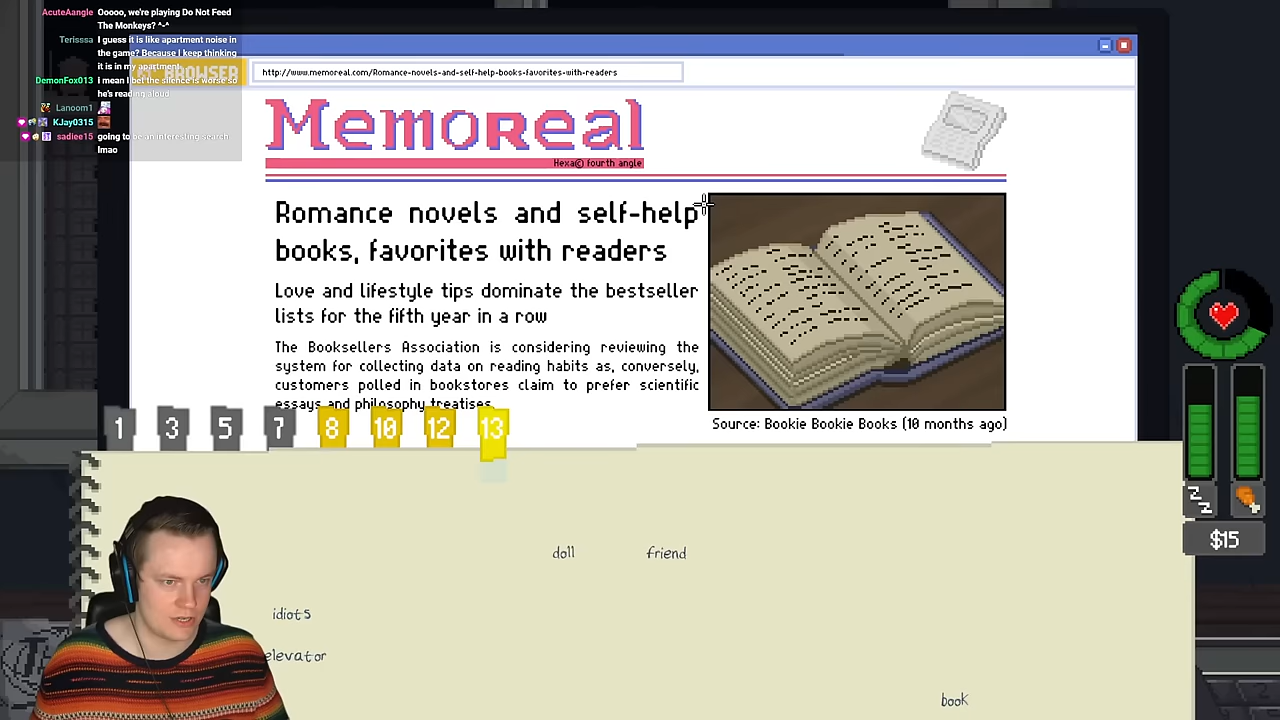 AcuteAangle Ooooo, we're playing Do Not Feed
The Monkeys? ^-^
Terisssa I guess it is like apartment noise in
the game? Because I keep thinking
it is in my apartment
DemonFox013 i mean I bet the silence is worse so
he's reading aloud
Lanoom1
KJay0315
sadiee15 going to be an interesting search
lmao
BROWSER
http://www.memoreal.com/Romance-novels-and-self-help-books-favorites-with-readers
Memoreal
Hexa© fourth angle
Romance novels and self-help
books, favorites with readers
Love and lifestyle tips dominate the bestseller
lists for the fifth year in a row
The Booksellers Association is considering reviewing the
system for collecting data on reading habits as, conversely,
customers polled in bookstores claim to prefer scientific
essays and philosophy treatises.
Source: Bookie Bookie Books (10 months ago)
1 3 5 7 8 10 12 13
doll friend
idiots
elevator
book
Z Z
$15